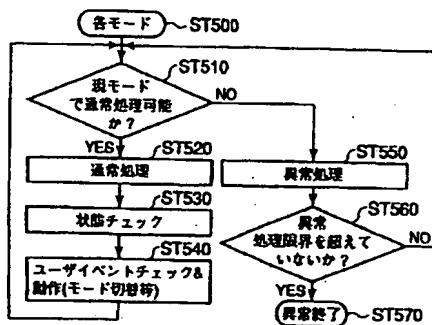 各モード
ST500
ST510
現モード
で通常処理可能
か?
NO
YES
ST520
通常処理
ST530
状態チェック
ST540
ユーザイベントチェック&
動作(モード切替等)
ST550
異常処理
ST560
異常
処理限界を超えて
いないか?
NO
YES
異常終了
ST570